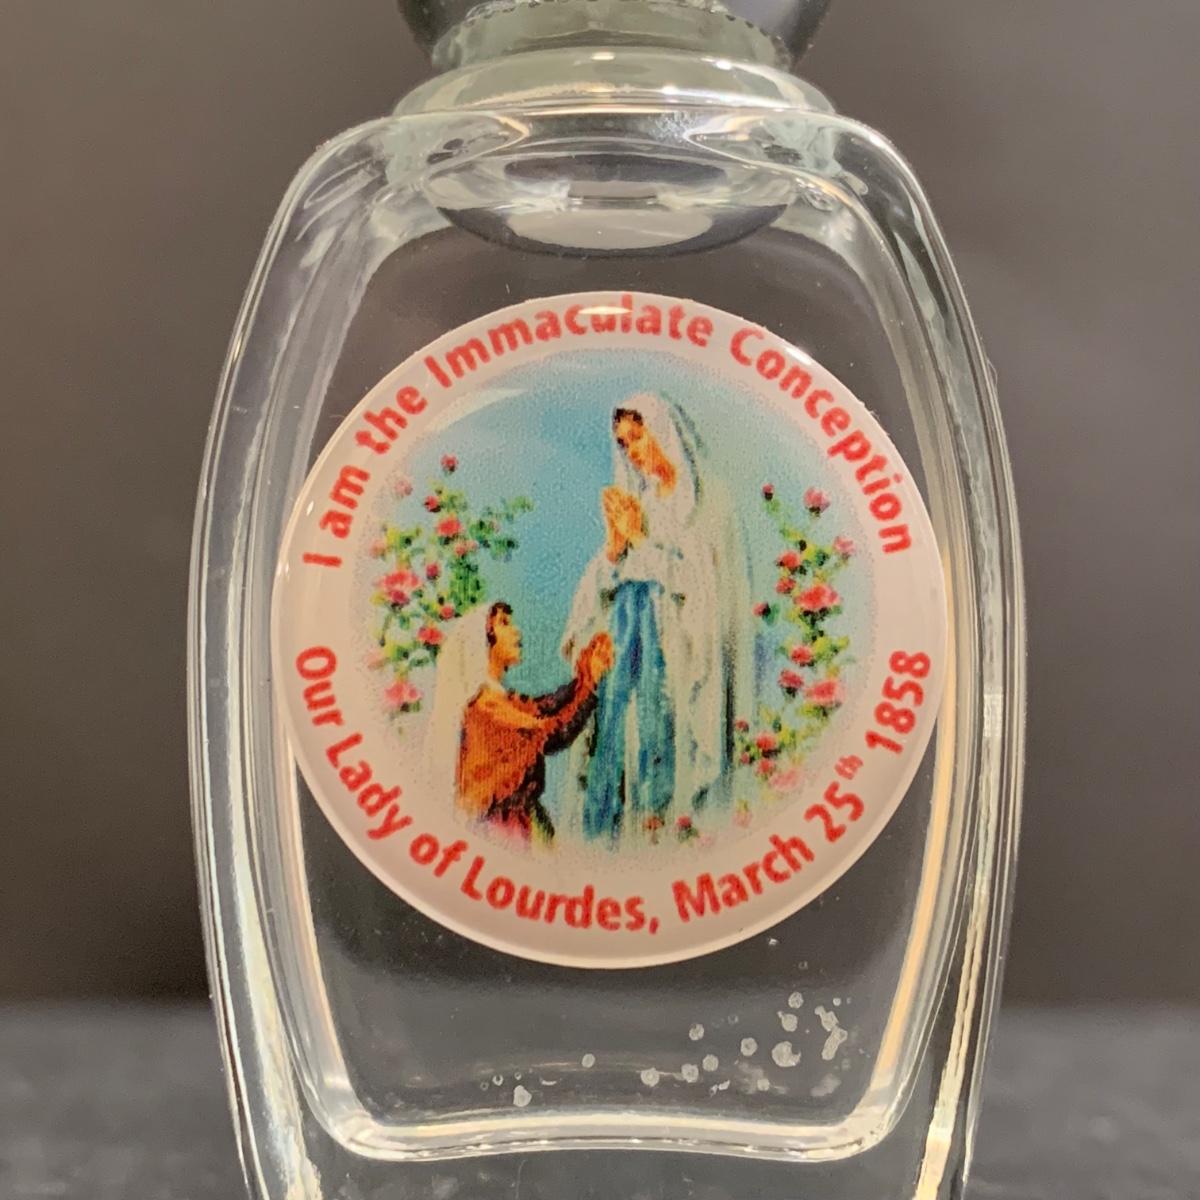 I am the Immaculate Conception
Our Lady of Lourdes, March 25th 1858